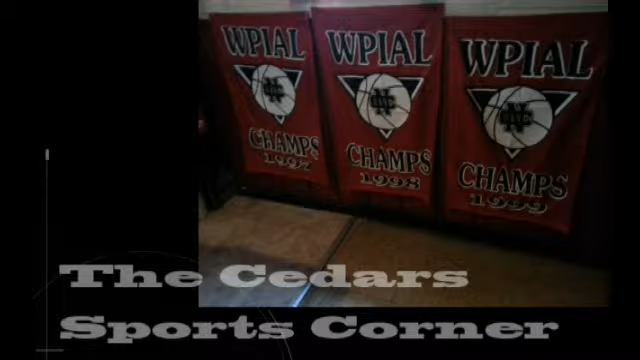 WPIAL
CHAMPS
1997
WPIAL
CHAMPS
1998
WPIAL
CHAMPS
1999
The Cedars
Sports Corner